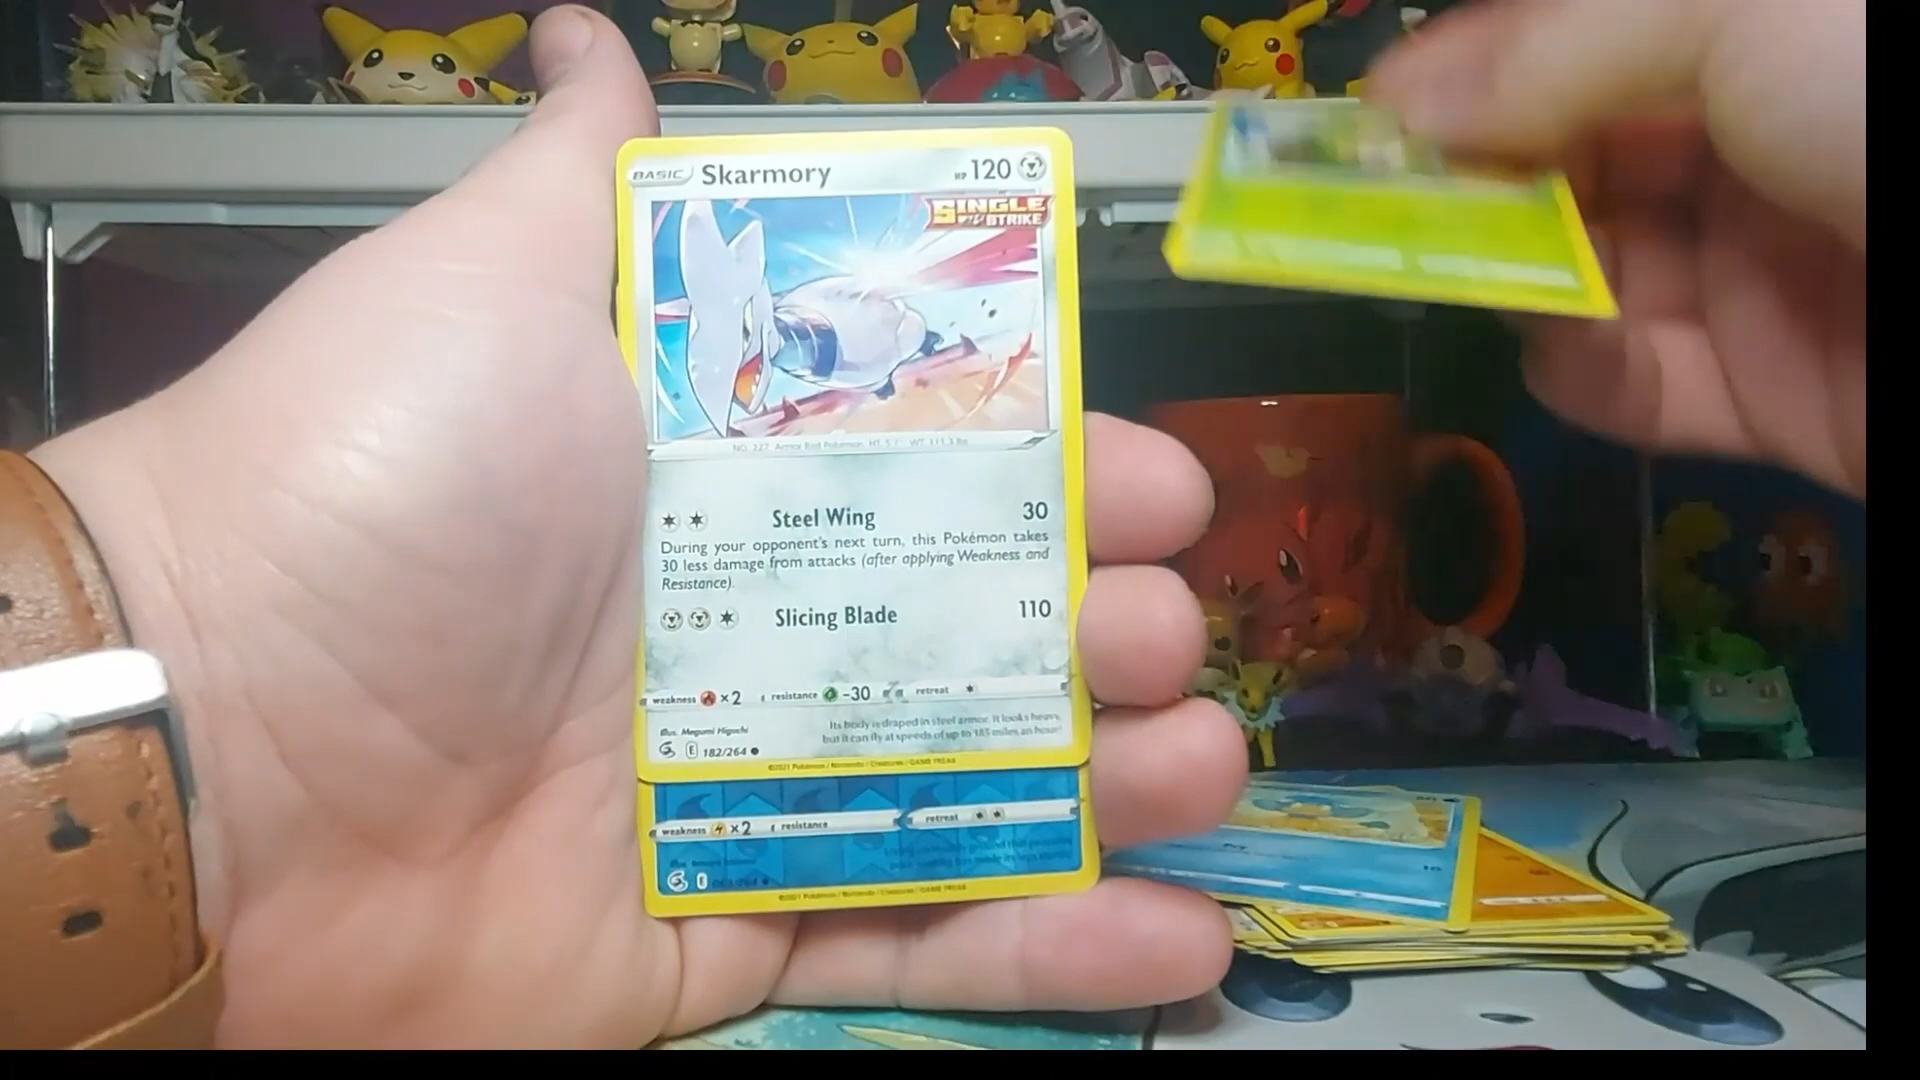 BASIC Skarmory HP 120
SINGLE
STRIKE
NO. 227 Armor Bird Pokémon HT: 5'7" WT: 111.3 lbs
Steel Wing 30
During your opponent's next turn, this Pokémon takes
30 less damage from attacks (after applying Weakness and
Resistance).
Slicing Blade 110
weakness ×2 resistance -30 retreat
Illus. Megumi Higuchi
Its body is draped in steel armor. It looks heavy,
but it can fly at speeds of up to 185 miles an hour!
E 182/264
©2021 Pokémon / Nintendo / Creatures / GAME FREAK
weakness ×2 resistance retreat
E
©2021 Pokémon / Nintendo / Creatures / GAME FREAK